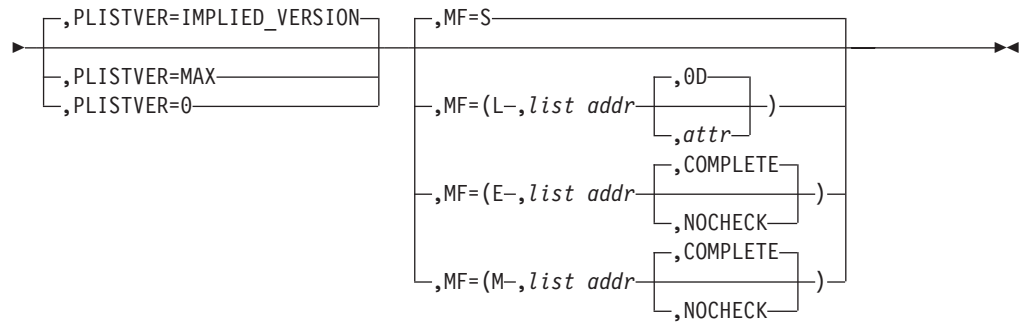 ,PLISTVER=IMPLIED_VERSION ,MF=S
,PLISTVER=MAX ,0D
,PLISTVER=0 ,MF=(L ,list addr )
,attr
,COMPLETE
,MF=(E ,list addr )
,NOCHECK
,COMPLETE
,MF=(M ,list addr )
,NOCHECK